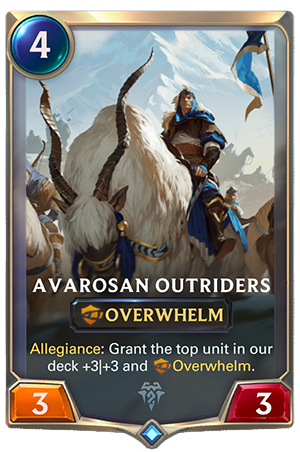 4
AVAROSAN OUTRIDERS
OVERWHELM
Allegiance: Grant the top unit in our
deck +3|+3 and Overwhelm.
3 3